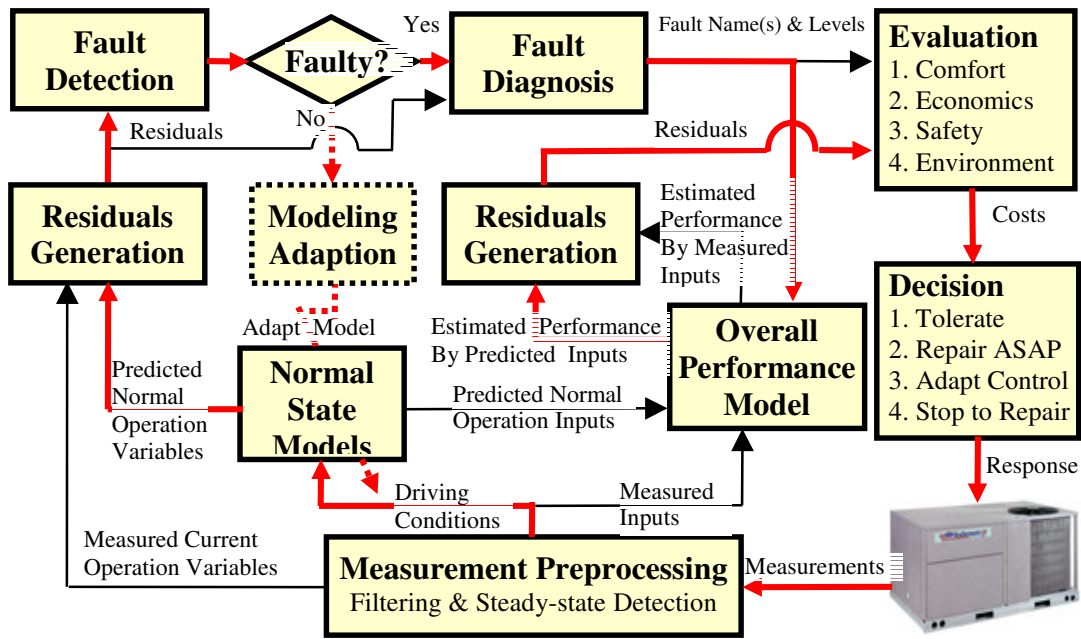 Fault
Detection
Faulty?
Yes
No
Fault
Diagnosis
Fault Name(s) & Levels
Evaluation
1. Comfort
2. Economics
3. Safety
4. Environment
Residuals
Residuals
Residuals
Generation
Modeling
Adaption
Residuals
Generation
Estimated
Performance
By Measured
Inputs
Costs
Decision
1. Tolerate
2. Repair ASAP
3. Adapt Control
4. Stop to Repair
Adapt Model
Estimated Performance
By Predicted Inputs
Overall
Performance
Model
Predicted
Normal
Operation
Variables
Normal
State
Models
Predicted Normal
Operation Inputs
Response
Driving
Conditions
Measured
Inputs
Measured Current
Operation Variables
Measurement Preprocessing
Filtering & Steady-state Detection
Measurements